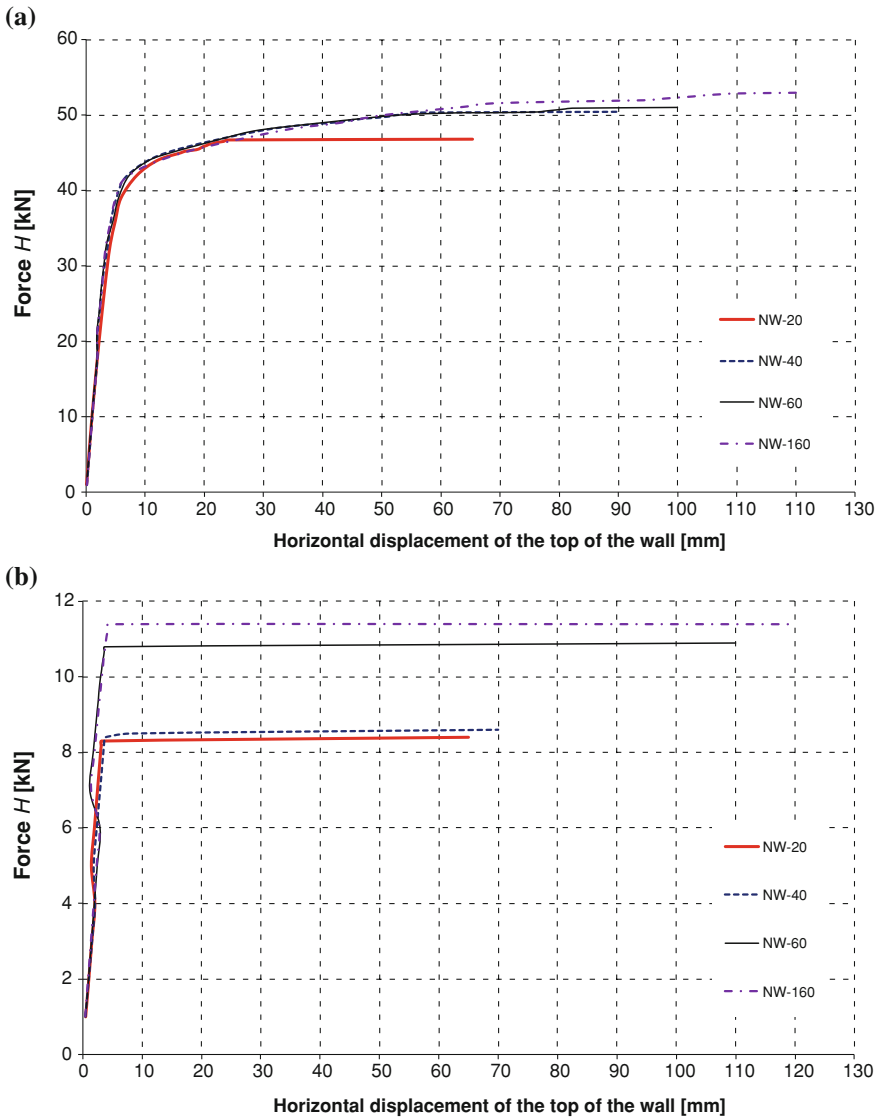 (a)
60
50
40
30
20
10
0
Force H [kN]
NW-20
NW-40
NW-60
NW-160
0 10 20 30 40 50 60 70 80 90 100 110 110 130
Horizontal displacement of the top of the wall [mm]
(b)
12
10
8
6
4
2
0
Force H [kN]
NW-20
NW-40
NW-60
NW-160
0 10 20 30 40 50 60 70 80 90 100 110 120 130
Horizontal displacement of the top of the wall [mm]